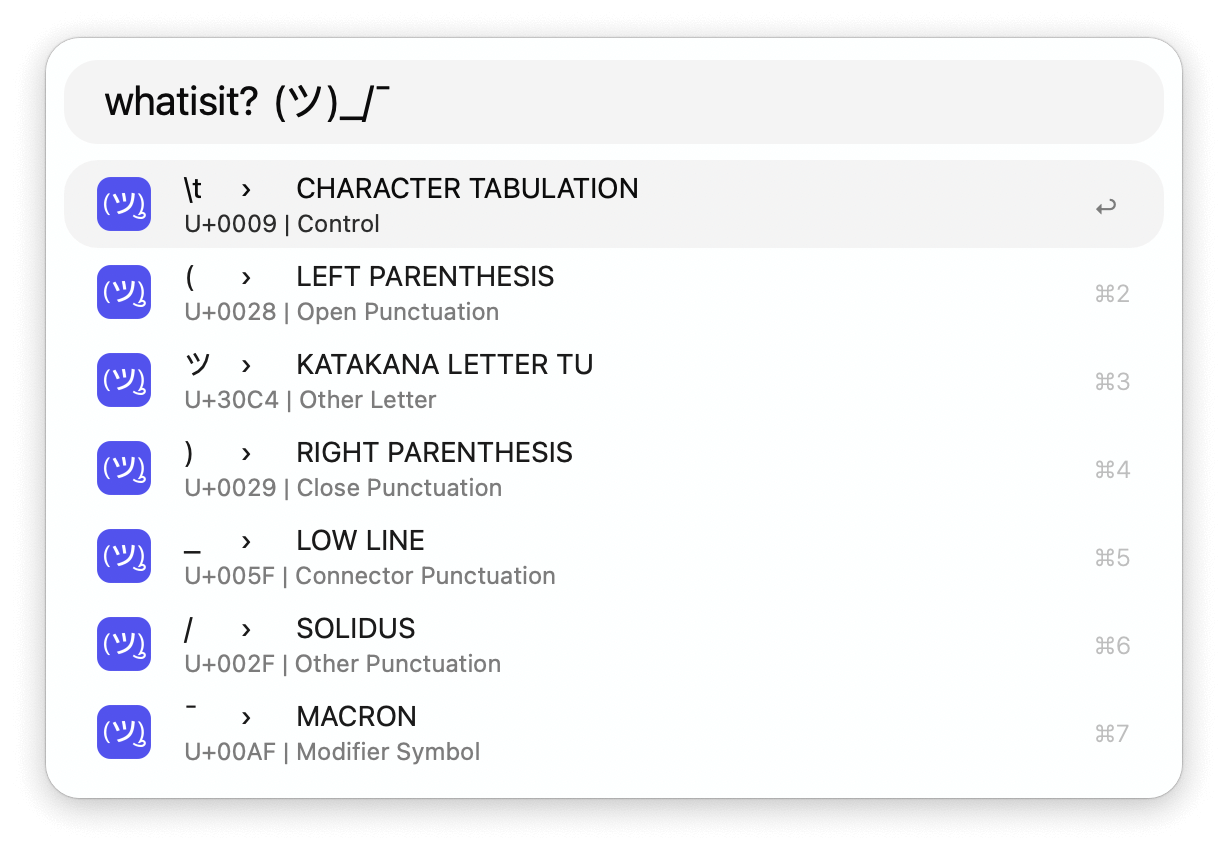 whatisit? (ツ)_/¯
\t › CHARACTER TABULATION
U+0009 | Control
( › LEFT PARENTHESIS
⌘2
U+0028 | Open Punctuation
ツ › KATAKANA LETTER TU
⌘3
U+30C4 | Other Letter
) › RIGHT PARENTHESIS
⌘4
U+0029 | Close Punctuation
_ › LOW LINE
⌘5
U+005F | Connector Punctuation
/ › SOLIDUS
⌘6
U+002F | Other Punctuation
¯ › MACRON
⌘7
U+00AF | Modifier Symbol